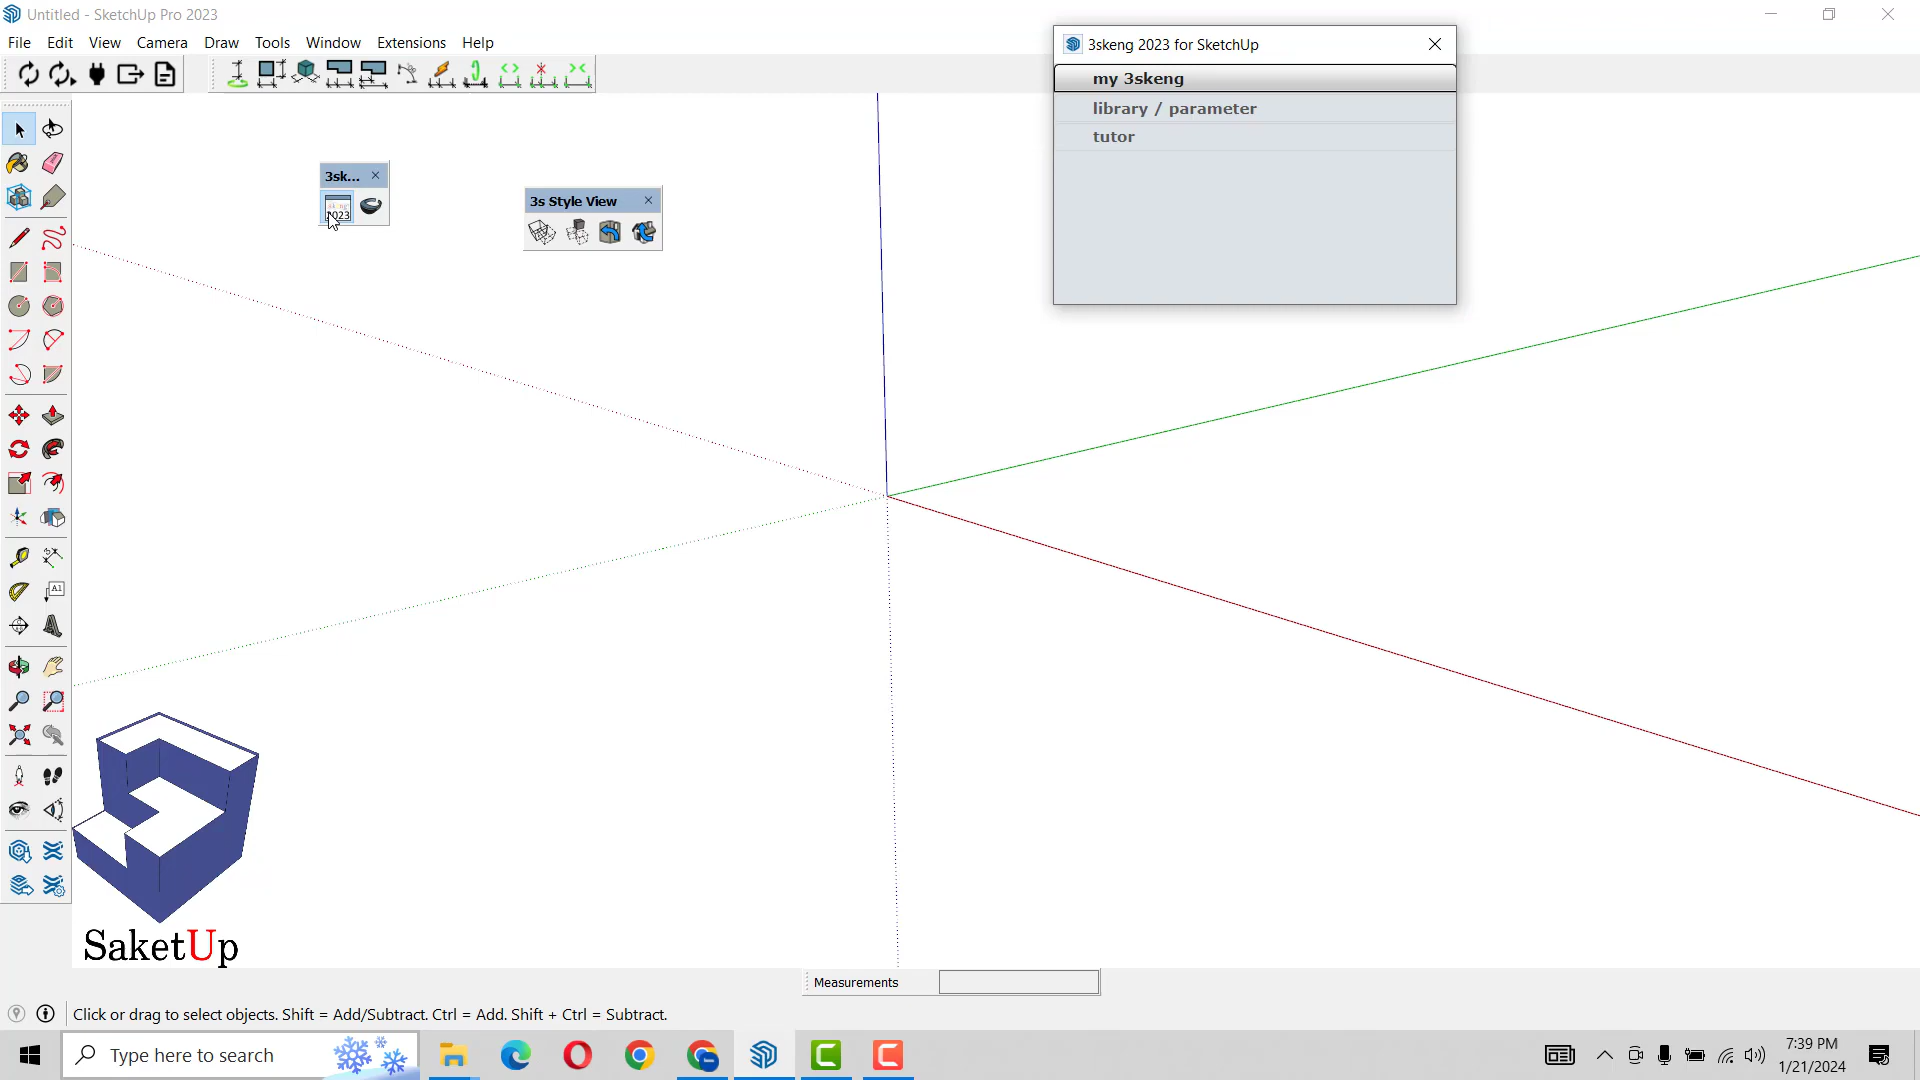 Untitled - SketchUp Pro 2023
File Edit View Camera Draw Tools Window Extensions Help
3skeng 2023 for SketchUp
my 3skeng
library / parameter
tutor
3sk...
2023
3s Style View
A1
SaketUp
Measurements
Click or drag to select objects. Shift = Add/Subtract. Ctrl = Add. Shift + Ctrl = Subtract.
Type here to search
7:39 PM
1/21/2024